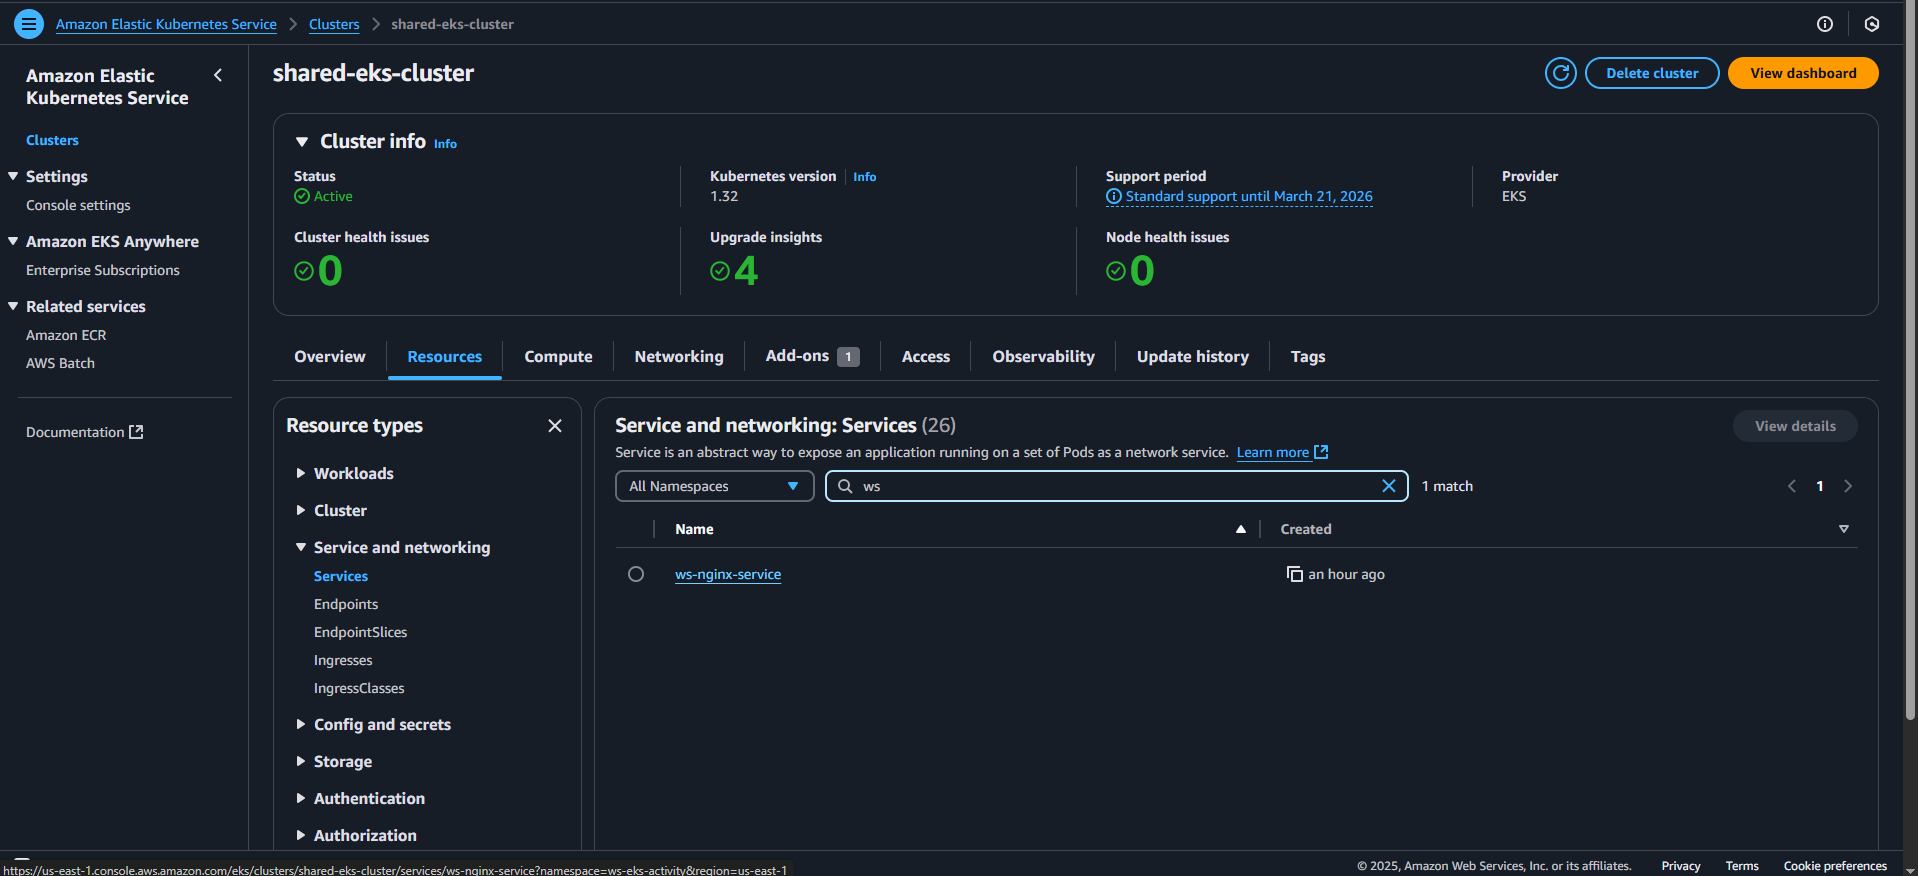 Amazon Elastic Kubernetes Service > Clusters > shared-eks-cluster
Amazon Elastic
Kubernetes Service
Clusters
Settings
Console settings
Amazon EKS Anywhere
Enterprise Subscriptions
Related services
Amazon ECR
AWS Batch
Documentation
shared-eks-cluster
Delete cluster
View dashboard
Cluster info Info
Status
Active
Kubernetes version Info
1.32
Support period
Standard support until March 21, 2026
Provider
EKS
Cluster health issues
0
Upgrade insights
4
Node health issues
0
Overview
Resources
Compute
Networking
Add-ons 1
Access
Observability
Update history
Tags
Resource types
Workloads
Cluster
Service and networking
Services
Endpoints
EndpointSlices
Ingresses
IngressClasses
Config and secrets
Storage
Authentication
Authorization
Service and networking: Services (26)
View details
Service is an abstract way to expose an application running on a set of Pods as a network service. Learn more
All Namespaces
ws
1 match
1
Name
Created
ws-nginx-service
an hour ago
https://us-east-1.console.aws.amazon.com/eks/clusters/shared-eks-cluster/services/ws-nginx-service?namespace=ws-eks-activity&region=us-east-1
© 2025, Amazon Web Services, Inc. or its affiliates.
Privacy
Terms
Cookie preferences